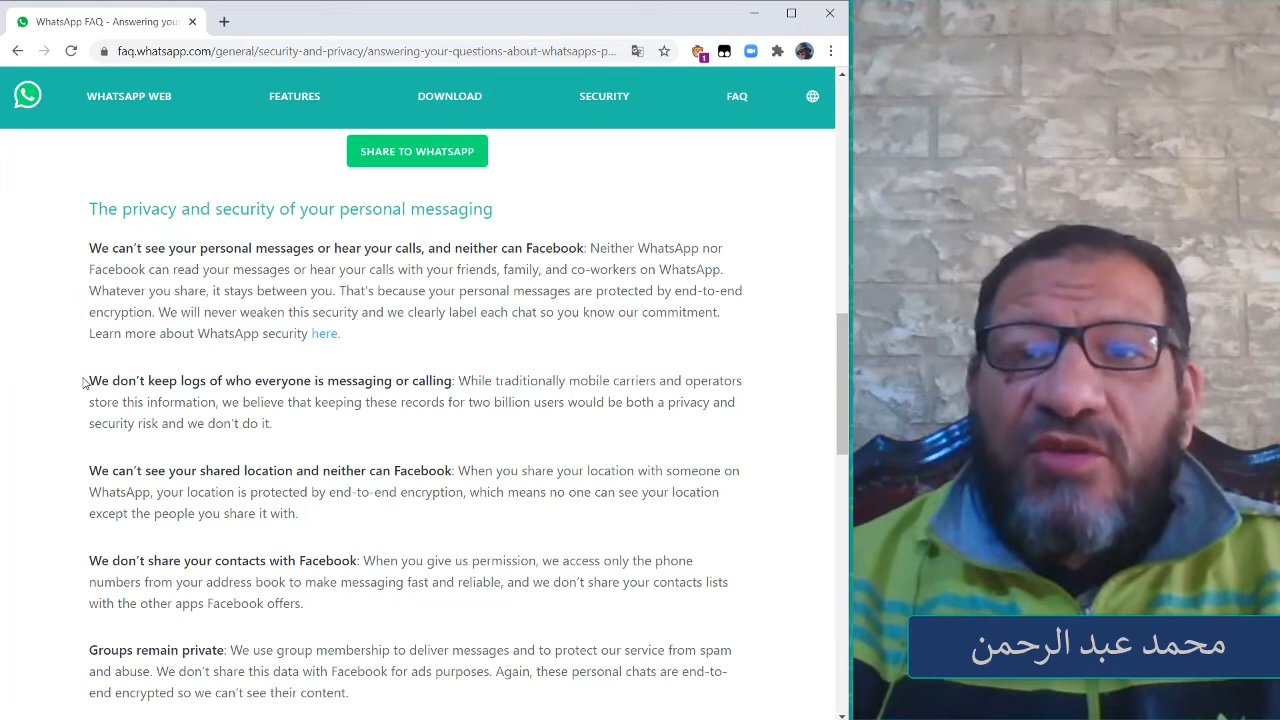 WhatsApp FAQ - Answering your
faq.whatsapp.com/general/security-and-privacy/answering-your-questions-about-whatsapps-p...
1
WHATSAPP WEB FEATURES DOWNLOAD SECURITY FAQ
SHARE TO WHATSAPP
The privacy and security of your personal messaging
We can't see your personal messages or hear your calls, and neither can Facebook: Neither WhatsApp nor
Facebook can read your messages or hear your calls with your friends, family, and co-workers on WhatsApp.
Whatever you share, it stays between you. That's because your personal messages are protected by end-to-end
encryption. We will never weaken this security and we clearly label each chat so you know our commitment.
Learn more about WhatsApp security here.
We don't keep logs of who everyone is messaging or calling: While traditionally mobile carriers and operators
store this information, we believe that keeping these records for two billion users would be both a privacy and
security risk and we don't do it.
We can't see your shared location and neither can Facebook: When you share your location with someone on
WhatsApp, your location is protected by end-to-end encryption, which means no one can see your location
except the people you share it with.
We don't share your contacts with Facebook: When you give us permission, we access only the phone
numbers from your address book to make messaging fast and reliable, and we don't share your contacts lists
with the other apps Facebook offers.
Groups remain private: We use group membership to deliver messages and to protect our service from spam
and abuse. We don't share this data with Facebook for ads purposes. Again, these personal chats are end-to-
end encrypted so we can't see their content.
محمد عبد الرحمن